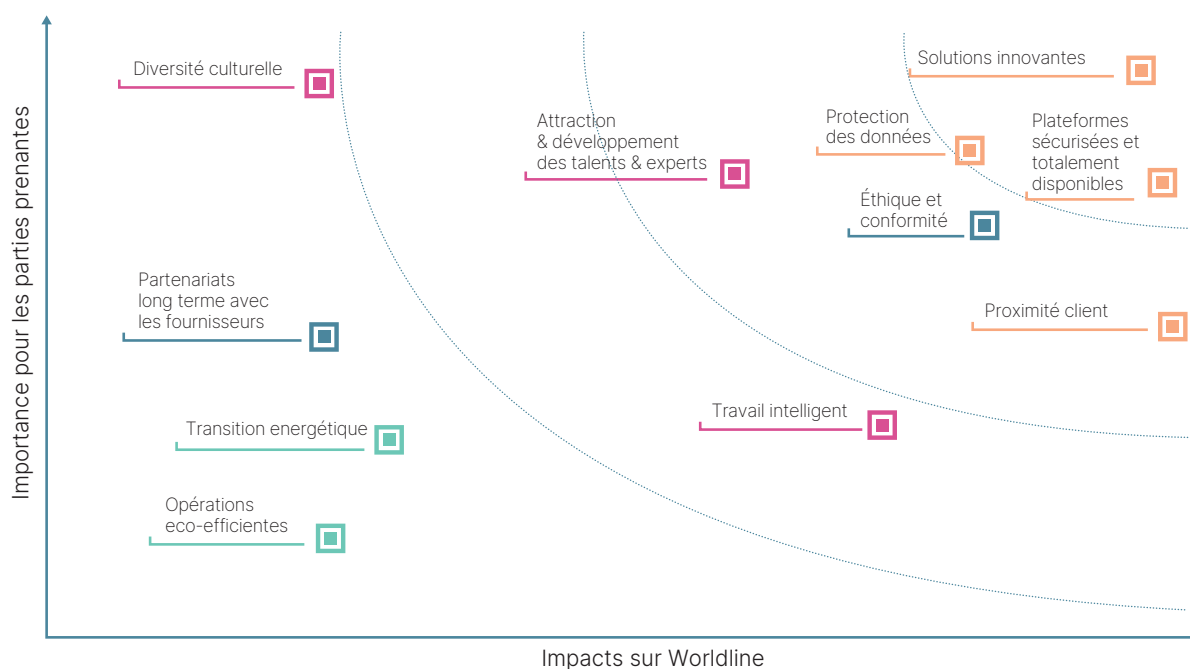 Importance pour les parties prenantes
Diversité culturelle
Solutions innovantes
Attraction
& développement
des talents & experts
Protection
des données
Plateformes
sécurisées et
totalement
disponibles
Éthique et
conformité
Partenariats
long terme avec
les fournisseurs
Proximité client
Travail intelligent
Transition energétique
Opérations
eco-efficientes
Impacts sur Worldline